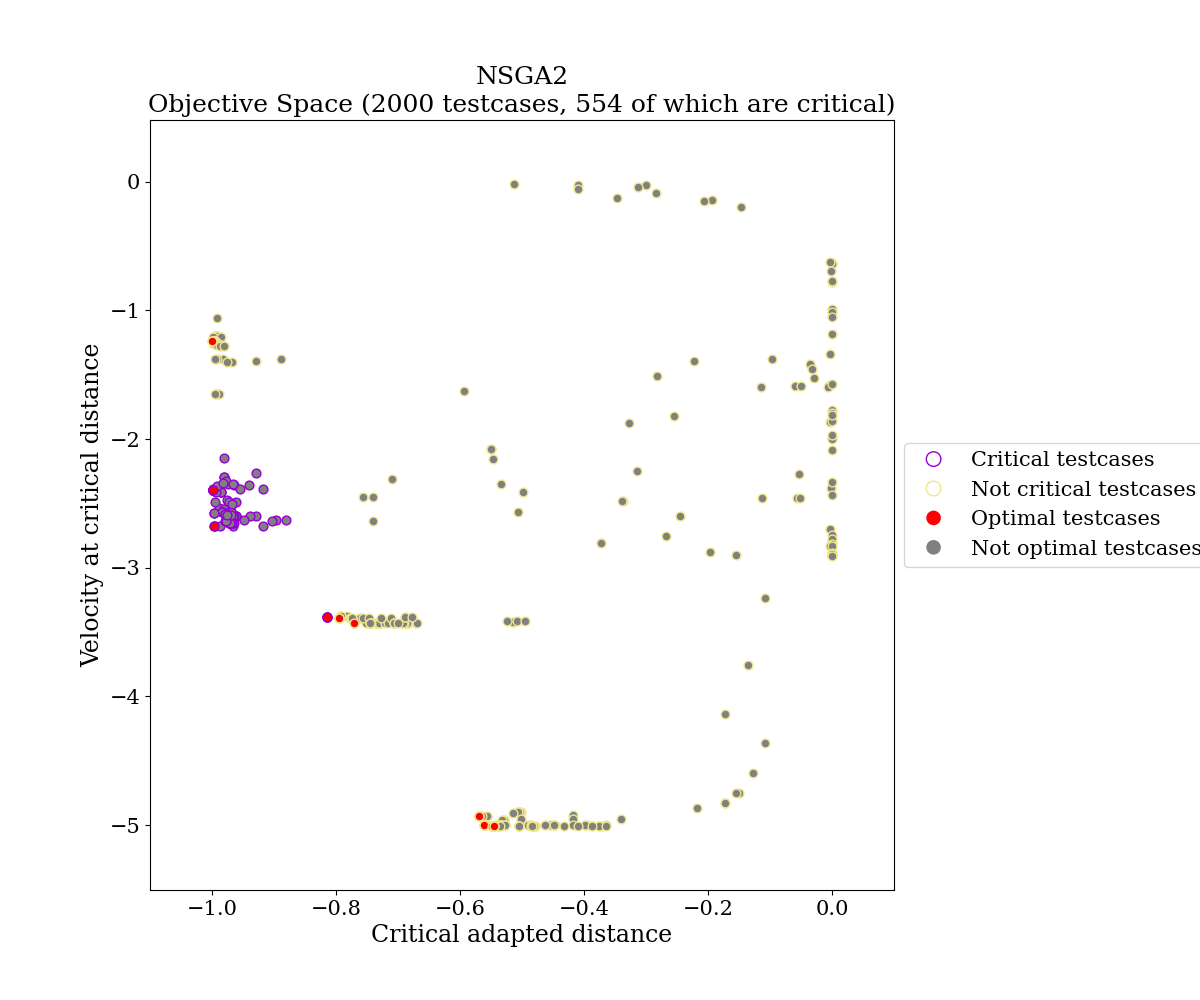 NSGA2
Objective Space (2000 testcases, 554 of which are critical)
0
−1
−2
−3
−4
−5
Velocity at critical distance
−1.0
−0.8
−0.6
−0.4
−0.2
0.0
Critical adapted distance
Critical testcases
Not critical testcases
Optimal testcases
Not optimal testcases